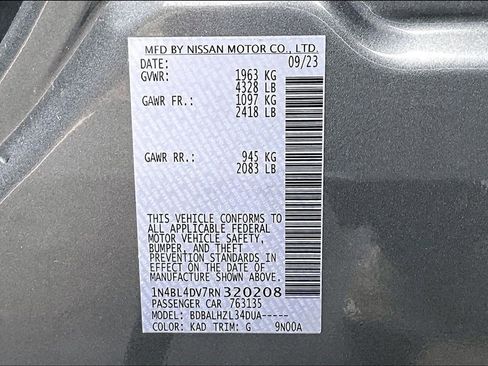 MFD BY NISSAN MOTOR CO., LTD.
DATE: 09/23
GVWR: 1963 KG
4328 LB
GAWR FR.: 1097 KG
2418 LB
GAWR RR.: 945 KG
2083 LB
THIS VEHICLE CONFORMS TO
ALL APPLICABLE FEDERAL
MOTOR VEHICLE SAFETY,
BUMPER, AND THEFT
PREVENTION STANDARDS
IN EFFECT ON THE DATE OF
MANUFACTURE SHOWN ABOVE.
1N4BL4DV7RN320208
PASSENGER CAR 763135
MODEL: BDBALHZL34DUA-----
COLOR: KAD TRIM: G 9N00A